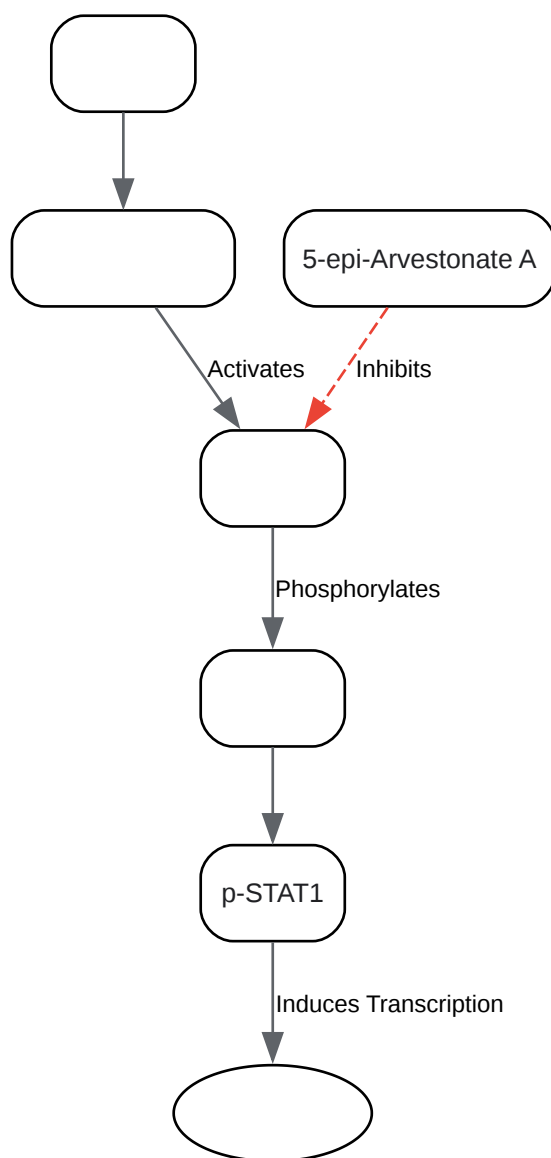 5-epi-Arvestonate A
Activates
Inhibits
Phosphorylates
p-STAT1
Induces Transcription